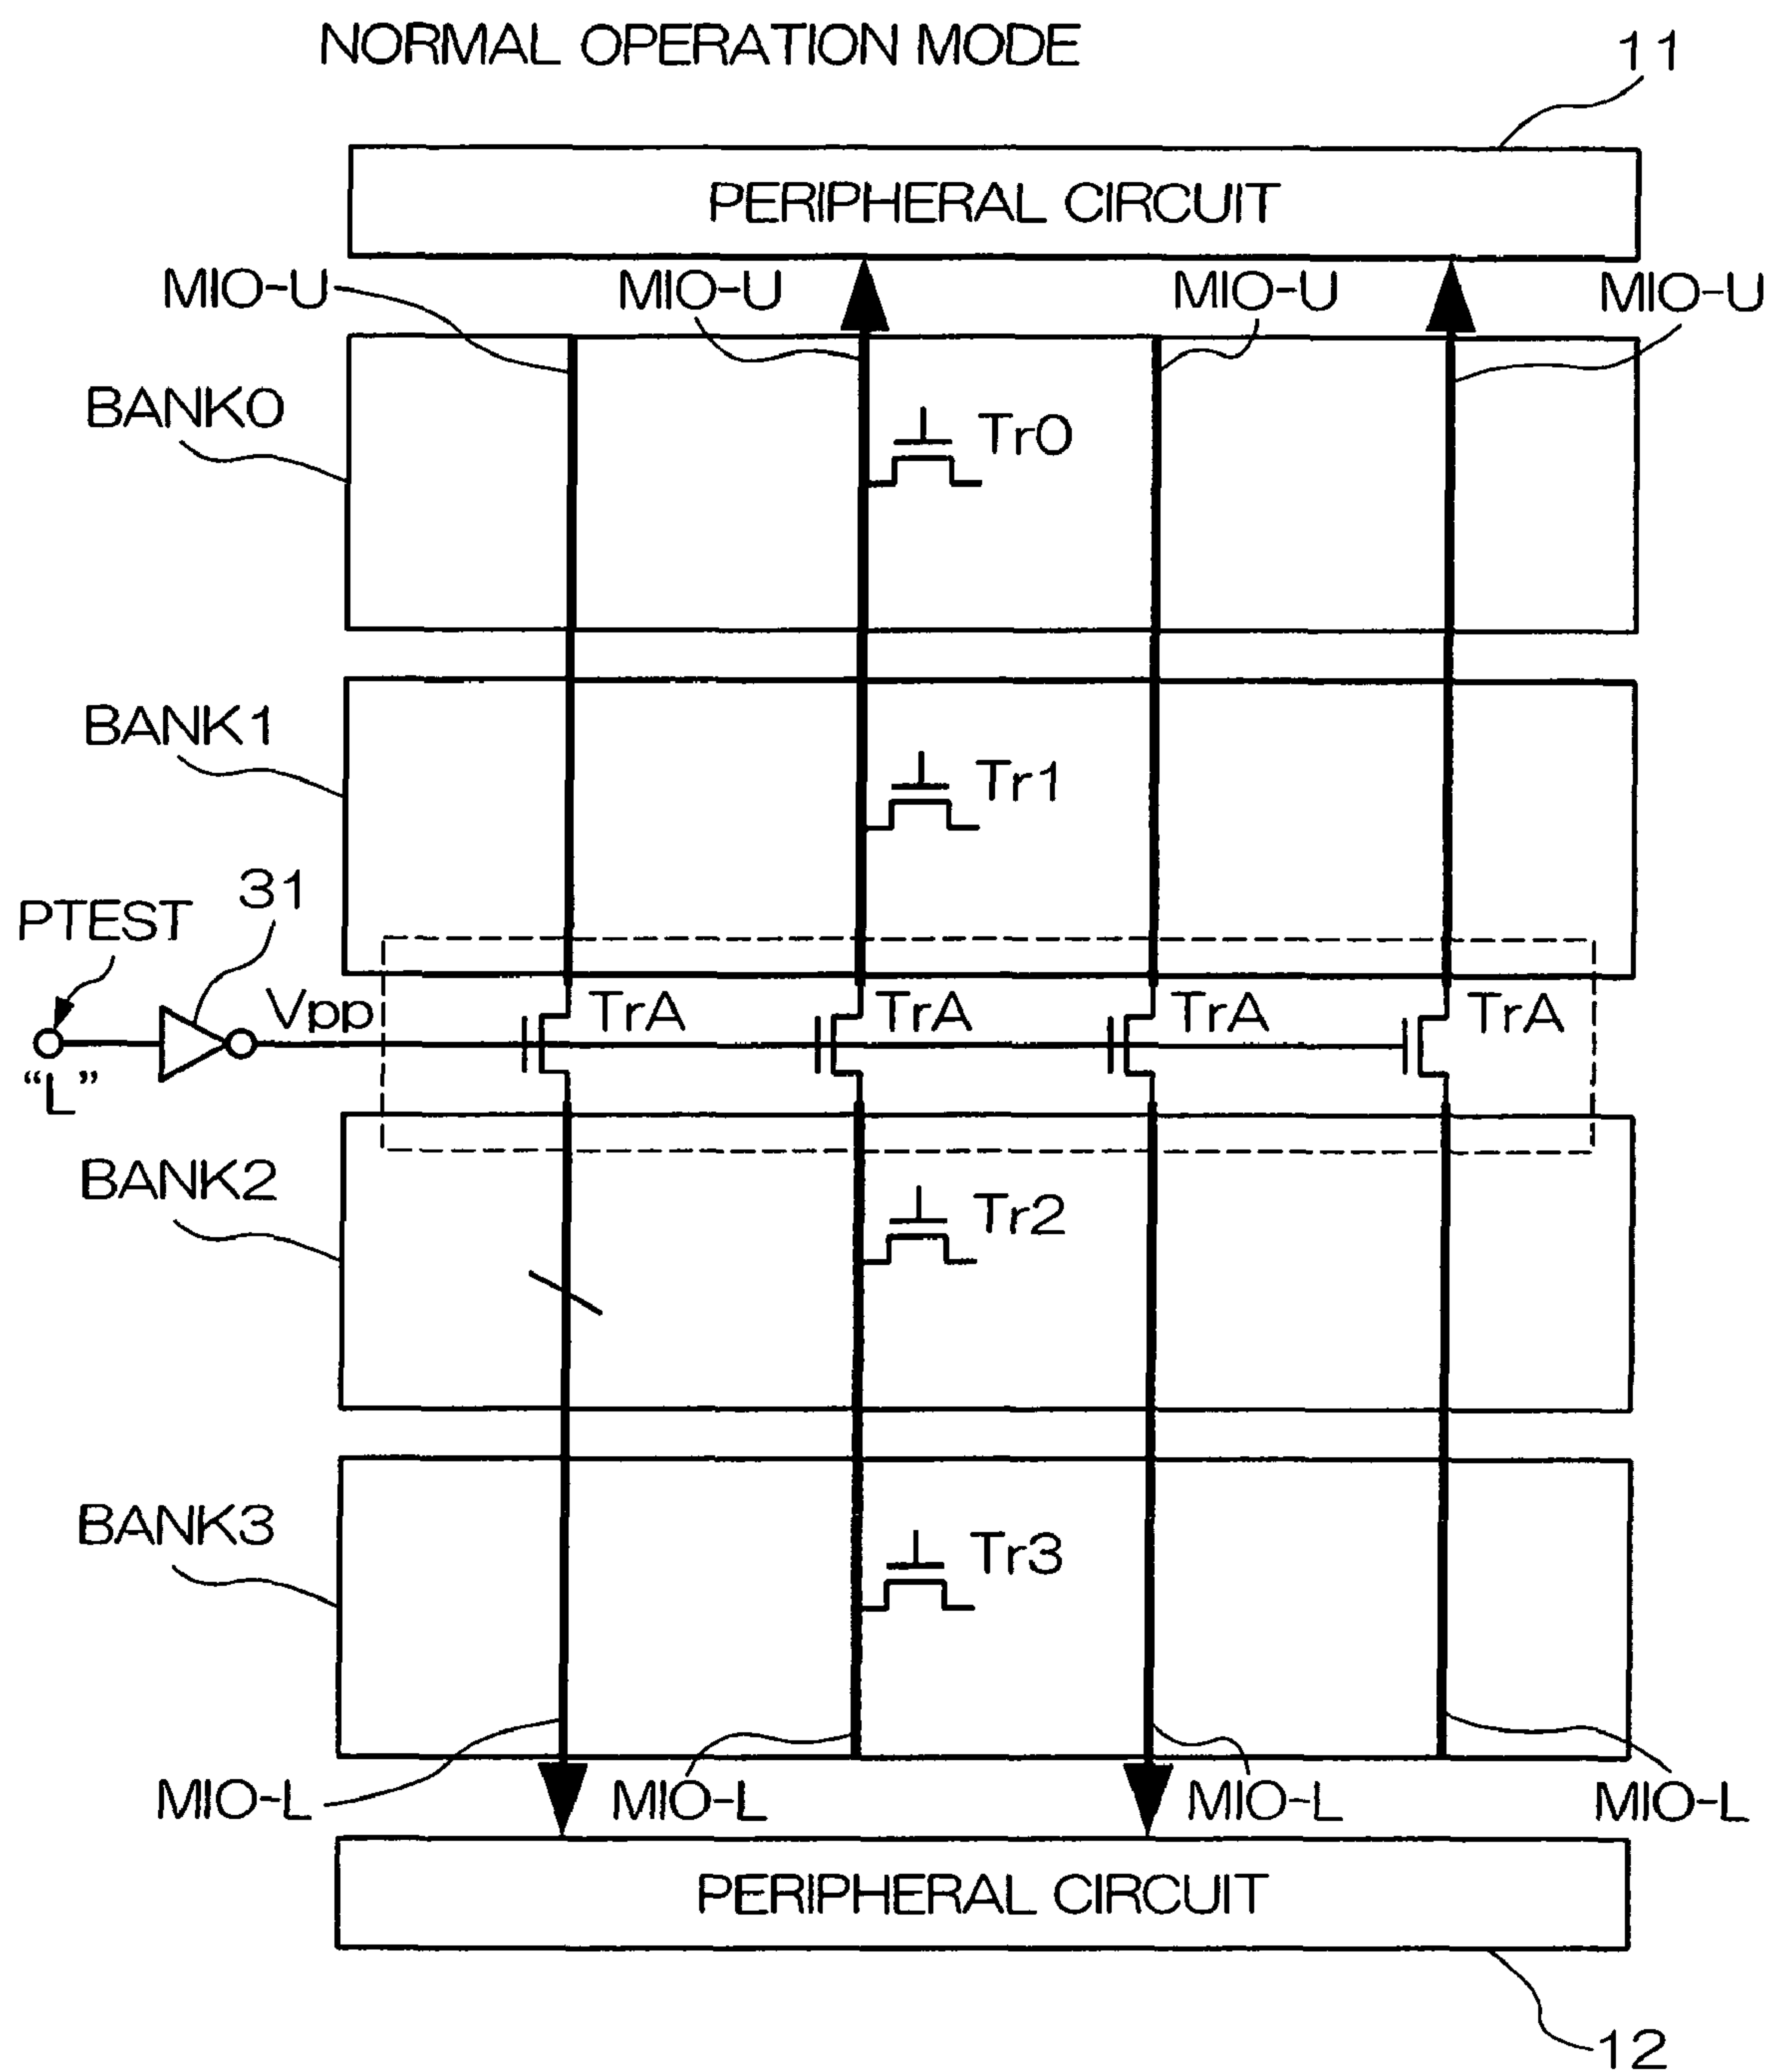 NORMAL OPERATION MODE
11
PERIPHERAL CIRCUIT
MIO-U MIO-U MIO-U MIO-U
BANK0
Tr0
BANK1
Tr1
31
PTEST
Vpp TrA TrA TrA TrA
“L”
BANK2
Tr2
BANK3
Tr3
MIO-L MIO-L MIO-L MIO-L
PERIPHERAL CIRCUIT
12